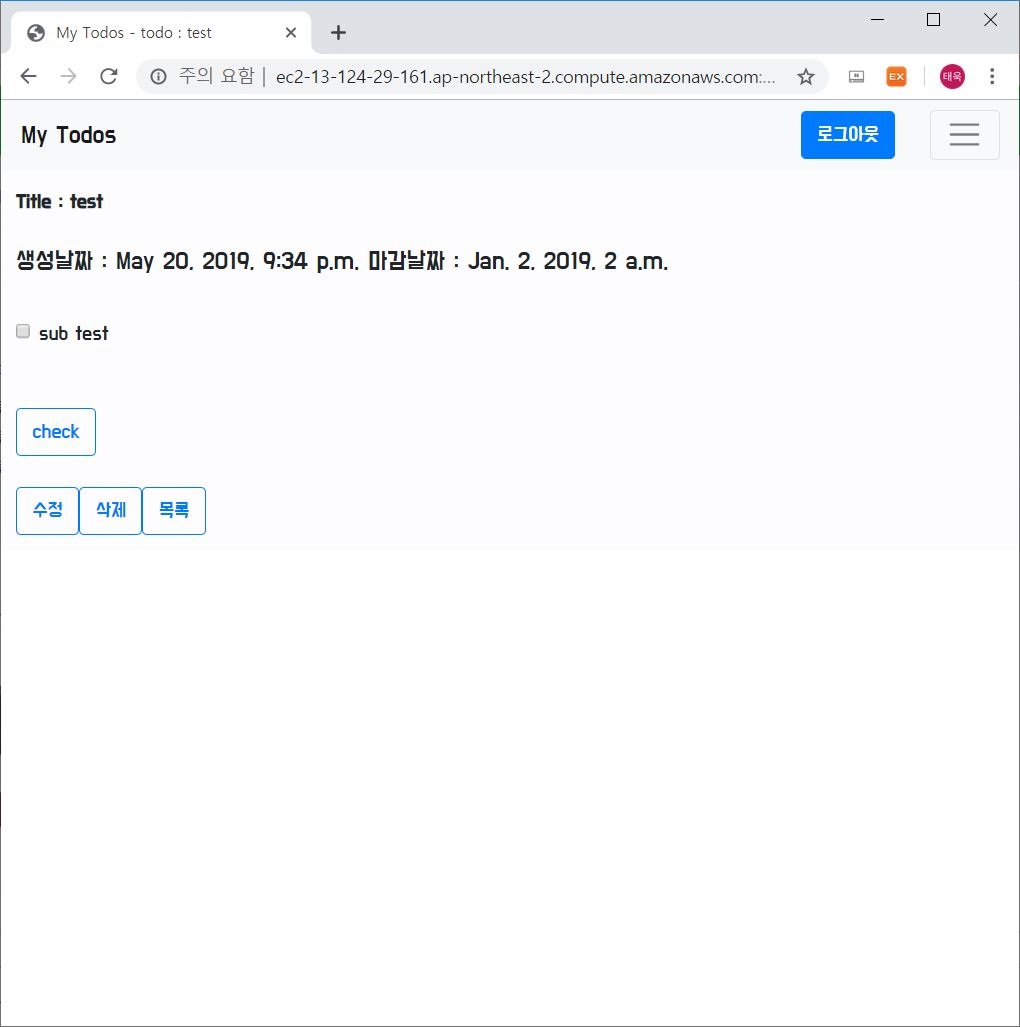 My Todos - todo : test
주의 요함 | ec2-13-124-29-161.ap-northeast-2.compute.amazonaws.com:...
EX
태욱
My Todos
로그아웃
Title : test
생성날짜 : May 20, 2019, 9:34 p.m. 마감날짜 : Jan. 2, 2019, 2 a.m.
sub test
check
수정 삭제 목록